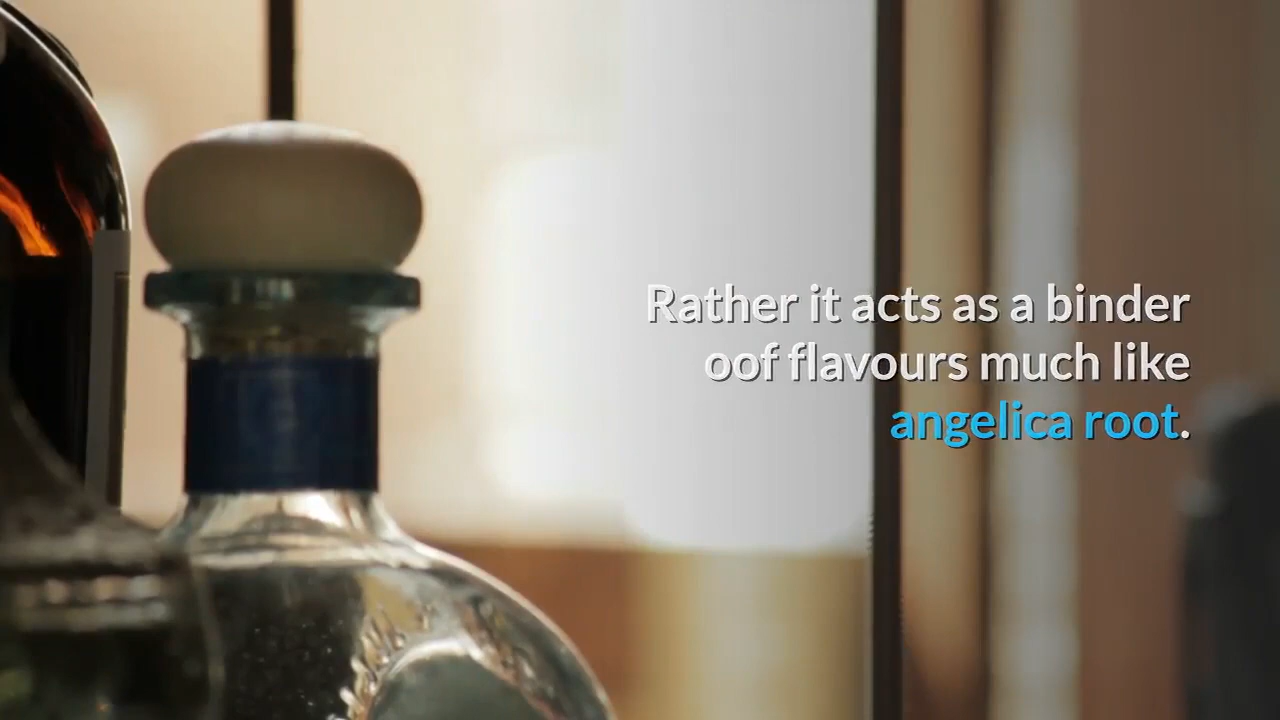 Rather it acts as a binder
oof flavours much like
angelica root.